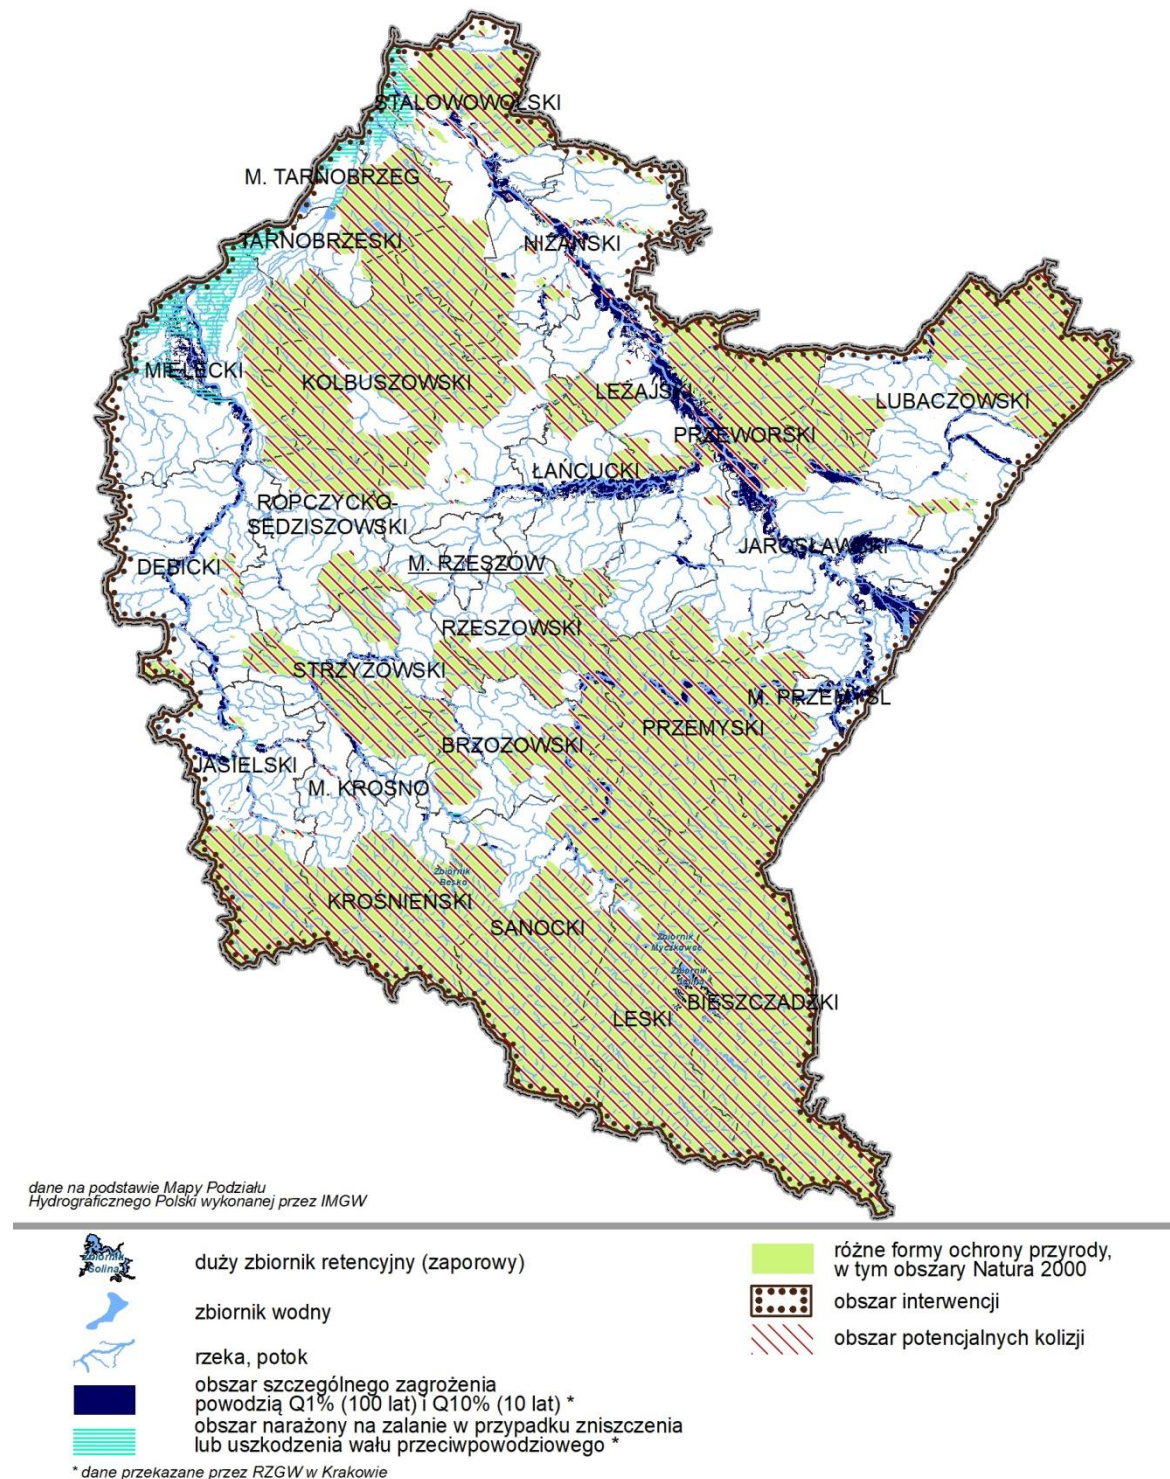 STALOWOWOLSKI
M. TARNOBRZEG
TARNOBRZESKI
NIŻAŃSKI
MIELECKI
KOLBUSZOWSKI
LEŻAJSKI
LUBACZOWSKI
PRZEWORSKI
ŁAŃCUCKI
ROPCZYCKO-
SĘDZISZOWSKI
JAROSŁAWSKI
DĘBICKI
M. RZESZÓW
RZESZOWSKI
STRZYŻOWSKI
M. PRZEMYŚL
PRZEMYSKI
BRZOZOWSKI
JASIELSKI
M. KROSNO
Zbiornik
Besko
KROŚNIEŃSKI
SANOCKI
Zbiornik
Myczkowce
Zbiornik
Solina
BIESZCZADZKI
LESKI
dane na podstawie Mapy Podziału
Hydrograficznego Polski wykonanej przez IMGW
Zbiornik
Solina
duży zbiornik retencyjny (zaporowy)
zbiornik wodny
rzeka, potok
obszar szczególnego zagrożenia
powodzią Q1% (100 lat) i Q10% (10 lat) *
obszar narażony na zalanie w przypadku zniszczenia
lub uszkodzenia wału przeciwpowodziowego *
* dane przekazane przez RZGW w Krakowie
różne formy ochrony przyrody,
w tym obszary Natura 2000
obszar interwencji
obszar potencjalnych kolizji